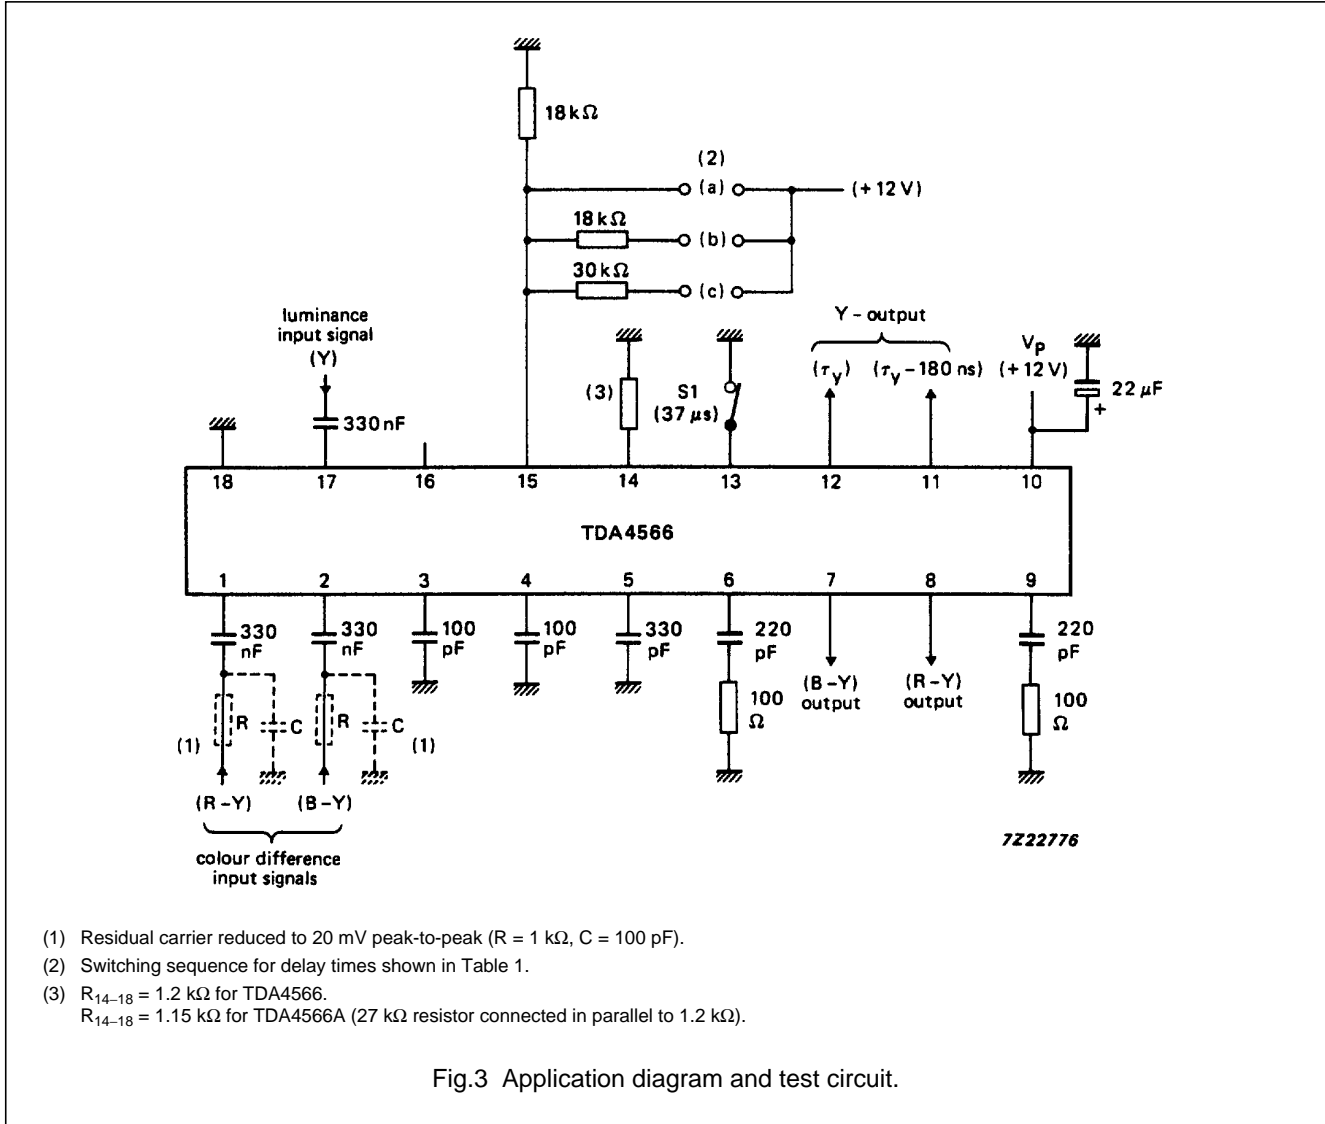 18 kΩ
(2)
(a)
(+ 12 V)
18 kΩ
(b)
30 kΩ
(c)
luminance
input signal
(Y)
330 nF
(3)
S1
(37 µs)
Y – output
(τy)
(τy – 180 ns)
VP
(+ 12 V)
22 µF
+
18
17
16
15
14
13
12
11
10
TDA4566
1
2
3
4
5
6
7
8
9
330
nF
330
nF
100
pF
100
pF
330
pF
220
pF
(B –Y)
output
(R –Y)
output
220
pF
100
Ω
100
Ω
(1)
R
C
R
C
(1)
(R –Y)
(B –Y)
colour difference
input signals
7Z22776
(1) Residual carrier reduced to 20 mV peak-to-peak (R = 1 kΩ, C = 100 pF).
(2) Switching sequence for delay times shown in Table 1.
(3) R14–18 = 1.2 kΩ for TDA4566.
R14–18 = 1.15 kΩ for TDA4566A (27 kΩ resistor connected in parallel to 1.2 kΩ).
Fig.3 Application diagram and test circuit.